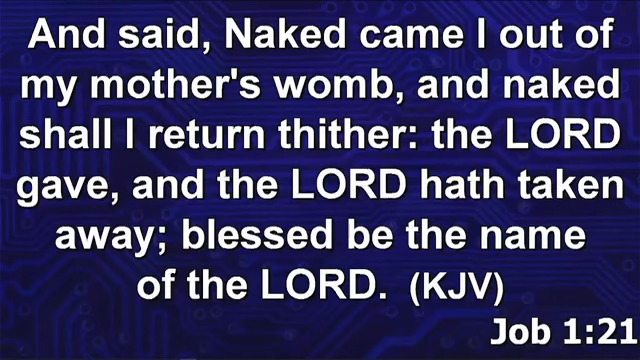 And said, Naked came I out of
my mother's womb, and naked
shall I return thither: the LORD
gave, and the LORD hath taken
away; blessed be the name
of the LORD. (KJV)
Job 1:21